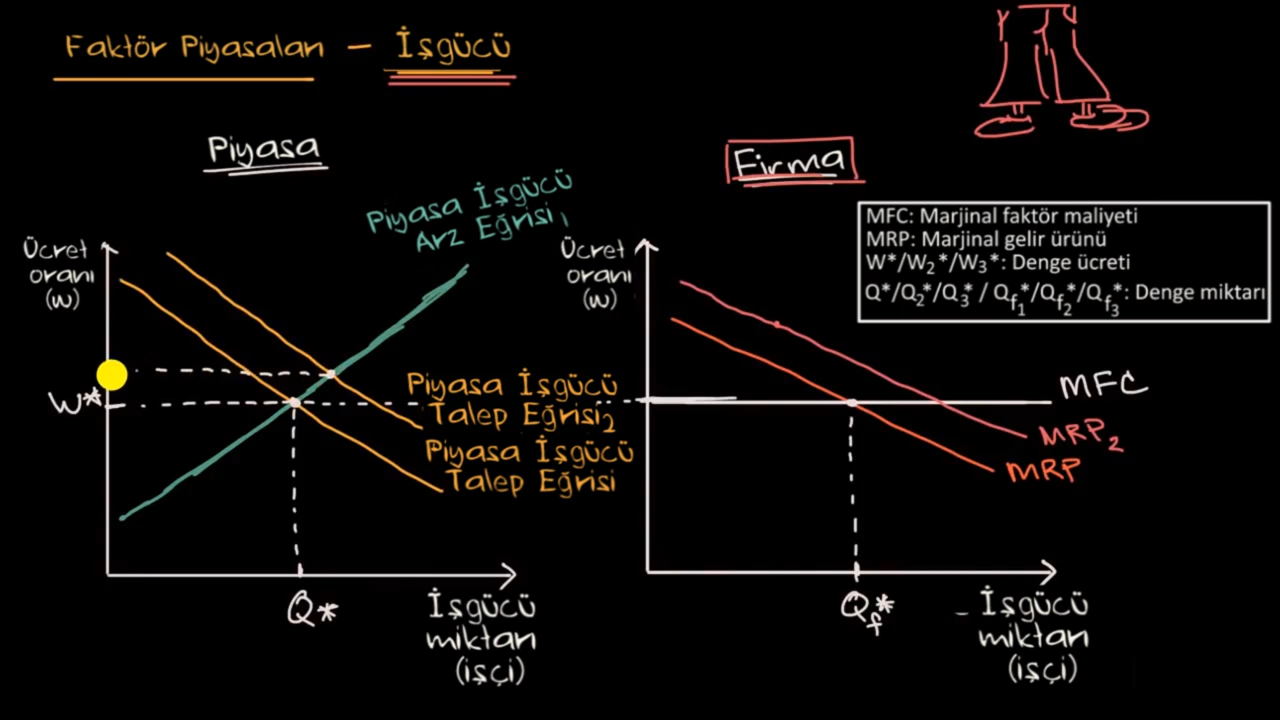 Faktör Piyasaları – İşgücü
Piyasa
Firma
Piyasa İşgücü
Arz Eğrisi₁
MFC: Marjinal faktör maliyeti
MRP: Marjinal gelir ürünü
W*/W₂*/W₃*: Denge ücreti
Q*/Q₂*/Q₃* / Qf₁*/Qf₂*/Qf₃*: Denge miktarı
Ücret
oranı
(w)
Ücret
oranı
(w)
W*
Piyasa İşgücü
Talep Eğrisi₂
Piyasa İşgücü
Talep Eğrisi
MFC
MRP₂
MRP
Q*
İşgücü
miktarı
(işçi)
Qf*
İşgücü
miktarı
(işçi)